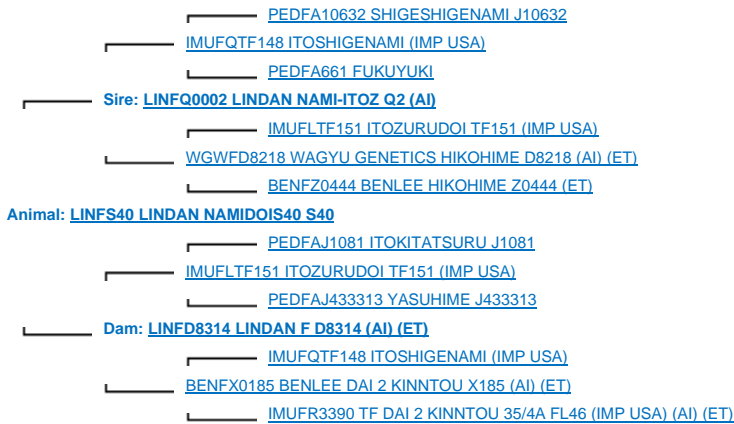 PEDFA10632 SHIGESHIGENAMI J10632
IMUFQTF148 ITOSHIGENAMI (IMP USA)
PEDFA661 FUKUYUKI
Sire: LINFQ0002 LINDAN NAMI-ITOZ Q2 (AI)
IMUFLTF151 ITOZURUDOI TF151 (IMP USA)
WGWFD8218 WAGYU GENETICS HIKOHIME D8218 (AI) (ET)
BENFZ0444 BENLEE HIKOHIME Z0444 (ET)
Animal: LINFS40 LINDAN NAMIDOIS40 S40
PEDFAJ1081 ITOKITATSURU J1081
IMUFLTF151 ITOZURUDOI TF151 (IMP USA)
PEDFAJ433313 YASUHIME J433313
Dam: LINFD8314 LINDAN F D8314 (AI) (ET)
IMUFQTF148 ITOSHIGENAMI (IMP USA)
BENFX0185 BENLEE DAI 2 KINNTOU X185 (AI) (ET)
IMUFR3390 TF DAI 2 KINNTOU 35/4A FL46 (IMP USA) (AI) (ET)